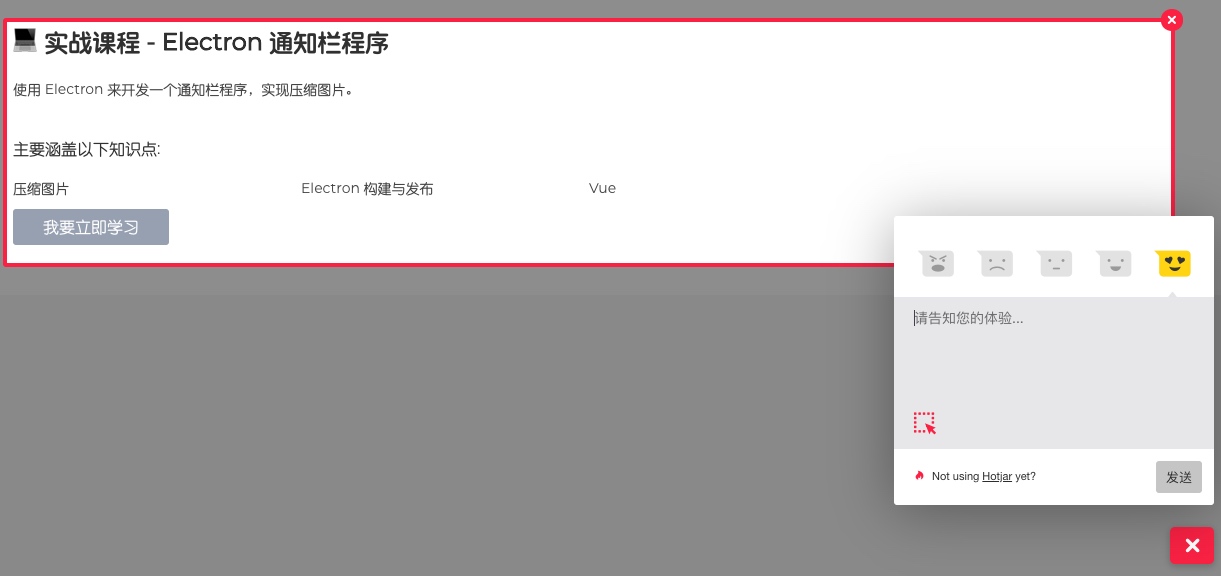 实战课程 - Electron 通知栏程序
使用 Electron 来开发一个通知栏程序，实现压缩图片。
主要涵盖以下知识点:
压缩图片
Electron 构建与发布
Vue
我要立即学习
请告知您的体验...
Not using Hotjar yet?
发送